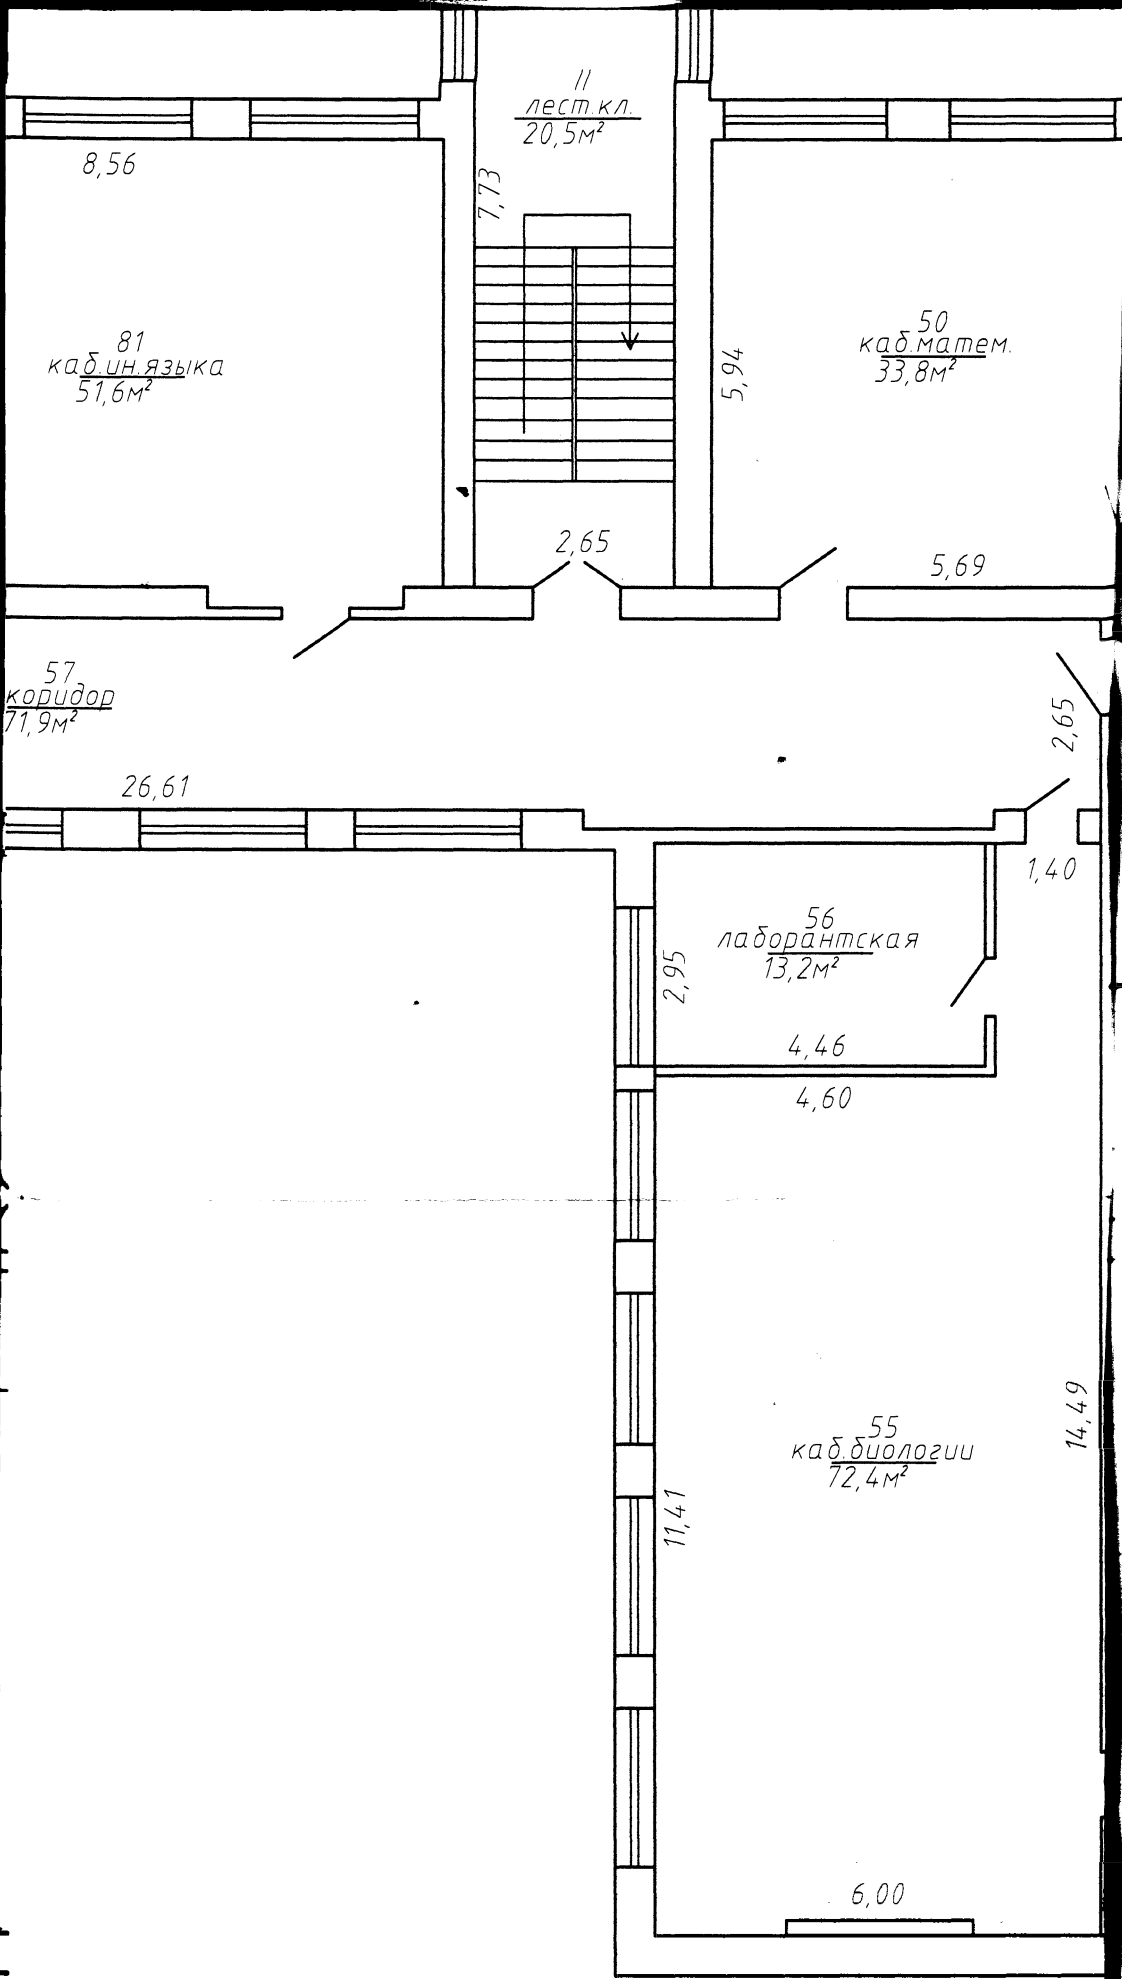 II
лест.кл.
20,5м²
8,56
7,73
81
каб.ин.языка
51,6м²
50
каб.матем.
33,8м²
5,94
2,65
5,69
57
коридор
71,9м²
2,65
26,61
1,40
56
лаборантская
13,2м²
2,95
4,46
4,60
55
каб.биологии
72,4м²
14,49
11,41
6,00